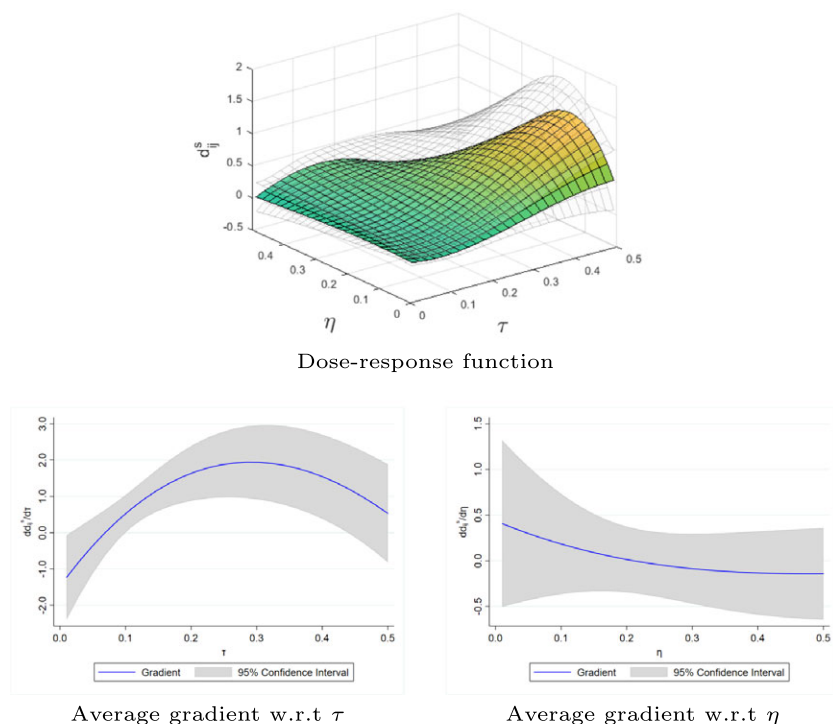 2
1.5
1
0.5
0
-0.5
d^s_ij
0.4
0.3
0.2
0.1
0
η
0
0.1
0.2
0.3
0.4
0.5
τ
Dose-response function
3.0
2.0
1.0
-0.0
-1.0
-2.0
0.0 0.1 0.2 0.3 0.4 0.5
τ
Gradient 95% Confidence Interval
Average gradient w.r.t τ
1.5
1.0
0.5
0.0
-0.5
0.0 0.1 0.2 0.3 0.4 0.5
η
Gradient 95% Confidence Interval
Average gradient w.r.t η